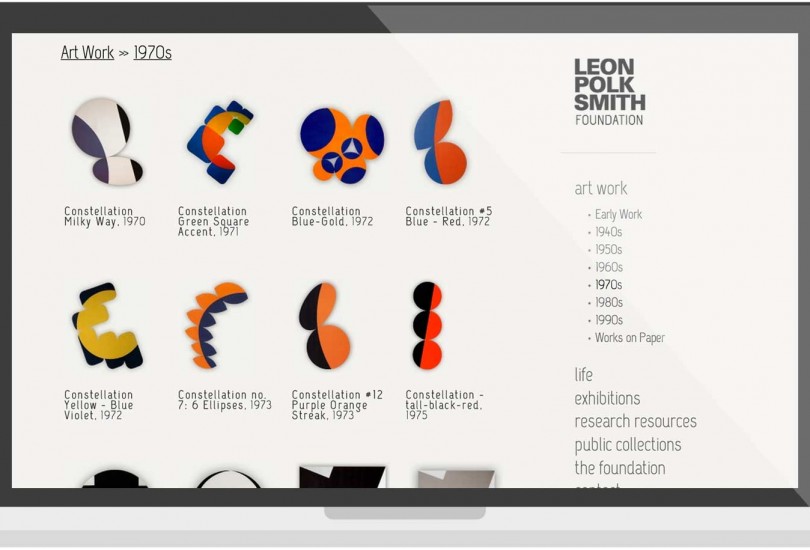 Art Work >> 1970s
LEON
POLK
SMITH
FOUNDATION
Constellation
Milky Way, 1970
Constellation
Green Square
Accent, 1971
Constellation
Blue-Gold, 1972
Constellation #5
Blue - Red, 1972
art work
• Early Work
• 1940s
• 1950s
• 1960s
• 1970s
• 1980s
• 1990s
• Works on Paper
Constellation
Yellow - Blue
Violet, 1972
Constellation no.
7: 6 Ellipses, 1973
Constellation #12
Purple Orange
Streak, 1973
Constellation -
tall-black-red,
1975
life
exhibitions
research resources
public collections
the foundation